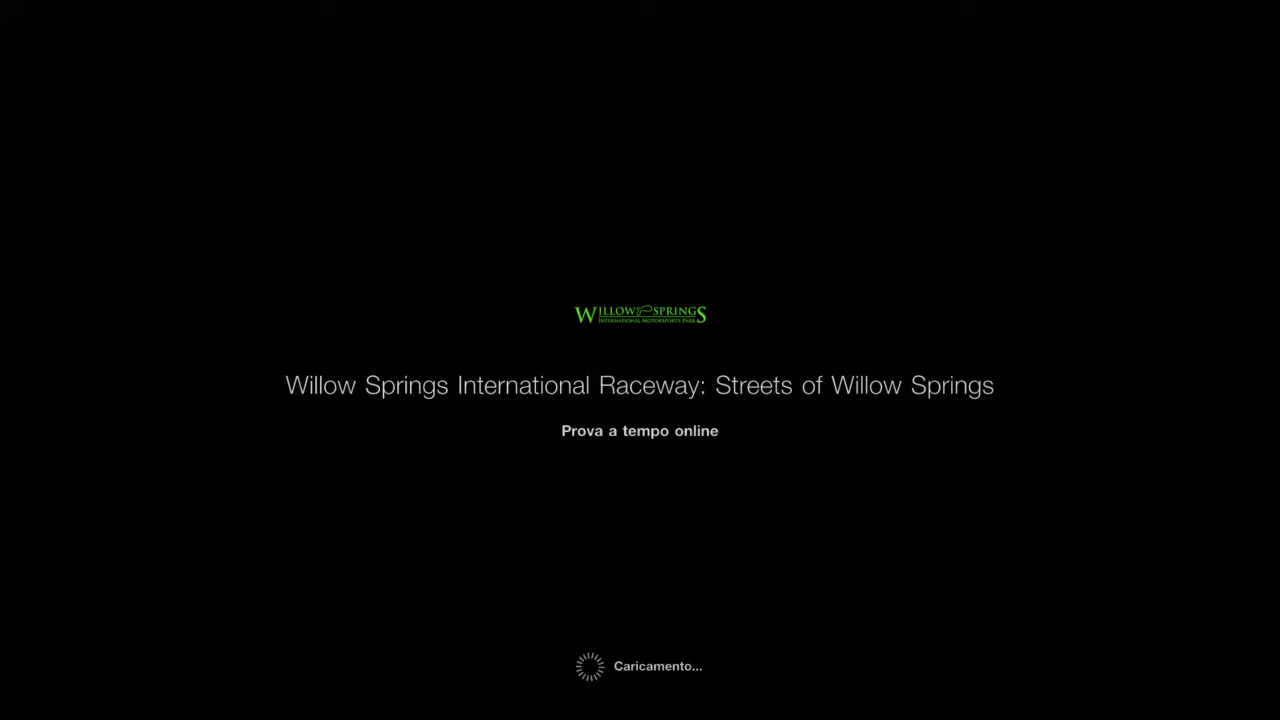 WILLOW SPRINGS
INTERNATIONAL MOTORSPORTS PARK
Willow Springs International Raceway: Streets of Willow Springs
Prova a tempo online
Caricamento...